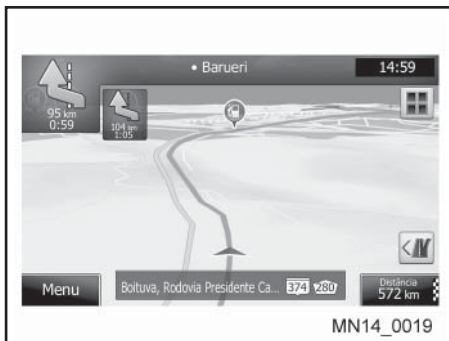 • Barueri
14:59
95 km
0:59
104 km
1:05
Menu
Boituva, Rodovia Presidente Ca... 374 280
Distância
572 km
MN14_0019